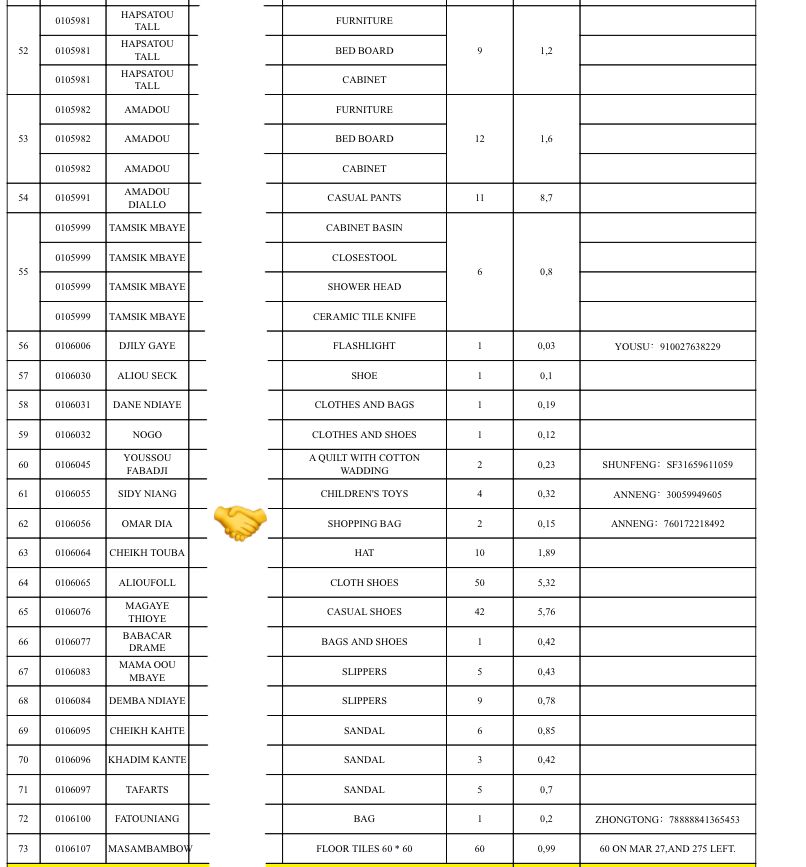 0105981 HAPSATOU TALL FURNITURE
52 0105981 HAPSATOU TALL BED BOARD 9 1,2
0105981 HAPSATOU TALL CABINET
0105982 AMADOU FURNITURE
53 0105982 AMADOU BED BOARD 12 1,6
0105982 AMADOU CABINET
54 0105991 AMADOU DIALLO CASUAL PANTS 11 8,7
0105999 TAMSIK MBAYE CABINET BASIN
0105999 TAMSIK MBAYE CLOSESTOOL
55 6 0,8
0105999 TAMSIK MBAYE SHOWER HEAD
0105999 TAMSIK MBAYE CERAMIC TILE KNIFE
56 0106006 DJILY GAYE FLASHLIGHT 1 0,03 YOUSU：910027638229
57 0106030 ALIOU SECK SHOE 1 0,1
58 0106031 DANE NDIAYE CLOTHES AND BAGS 1 0,19
59 0106032 NOGO CLOTHES AND SHOES 1 0,12
60 0106045 YOUSSOU FABADJI A QUILT WITH COTTON WADDING 2 0,23 SHUNFENG：SF31659611059
61 0106055 SIDY NIANG CHILDREN'S TOYS 4 0,32 ANNENG：30059949605
62 0106056 OMAR DIA SHOPPING BAG 2 0,15 ANNENG：760172218492
63 0106064 CHEIKH TOUBA HAT 10 1,89
64 0106065 ALIOUFOLL CLOTH SHOES 50 5,32
65 0106076 MAGAYE THIOYE CASUAL SHOES 42 5,76
66 0106077 BABACAR DRAME BAGS AND SHOES 1 0,42
67 0106083 MAMA OOU MBAYE SLIPPERS 5 0,43
68 0106084 DEMBA NDIAYE SLIPPERS 9 0,78
69 0106095 CHEIKH KAHTE SANDAL 6 0,85
70 0106096 KHADIM KANTE SANDAL 3 0,42
71 0106097 TAFARTS SANDAL 5 0,7
72 0106100 FATOUNIANG BAG 1 0,2 ZHONGTONG：78888841365453
73 0106107 MASAMBAMBOW FLOOR TILES 60 * 60 60 0,99 60 ON MAR 27,AND 275 LEFT.